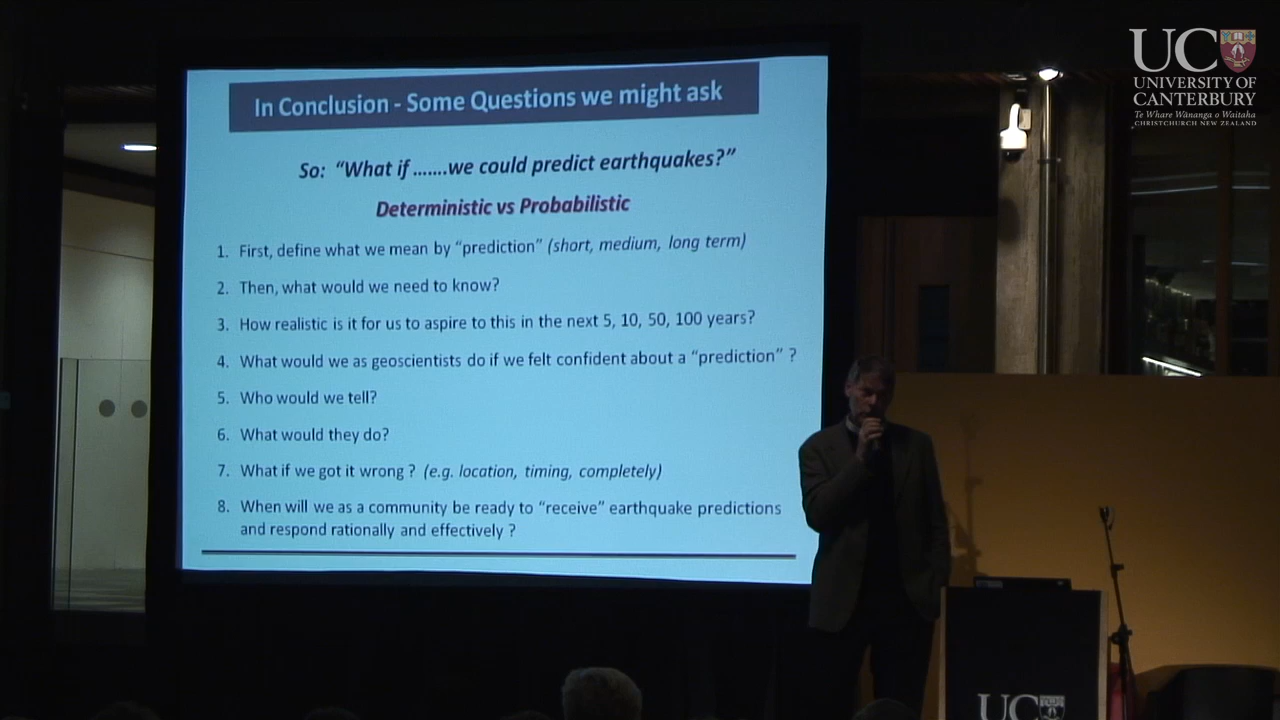 In Conclusion - Some Questions we might ask
So: "What if .......we could predict earthquakes?"
Deterministic vs Probabilistic
1. First, define what we mean by "prediction" (short, medium, long term)
2. Then, what would we need to know?
3. How realistic is it for us to aspire to this in the next 5, 10, 50, 100 years?
4. What would we as geoscientists do if we felt confident about a "prediction" ?
5. Who would we tell?
6. What would they do?
7. What if we got it wrong ? (e.g. location, timing, completely)
8. When will we as a community be ready to "receive" earthquake predictions
and respond rationally and effectively ?
UC
UNIVERSITY OF
CANTERBURY
Te Whare Wānanga o Waitaha
CHRISTCHURCH NEW ZEALAND
UC